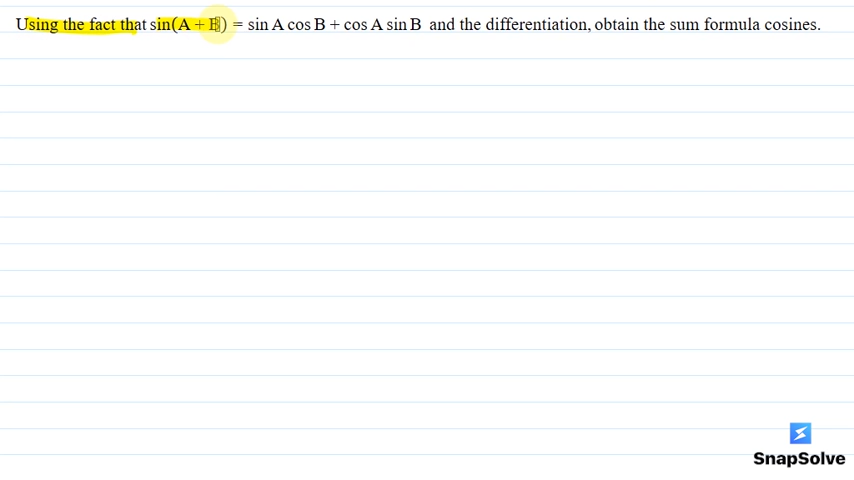 Using the fact that sin(A + B) = sin A cos B + cos A sin B and the differentiation, obtain the sum formula cosines.
SnapSolve